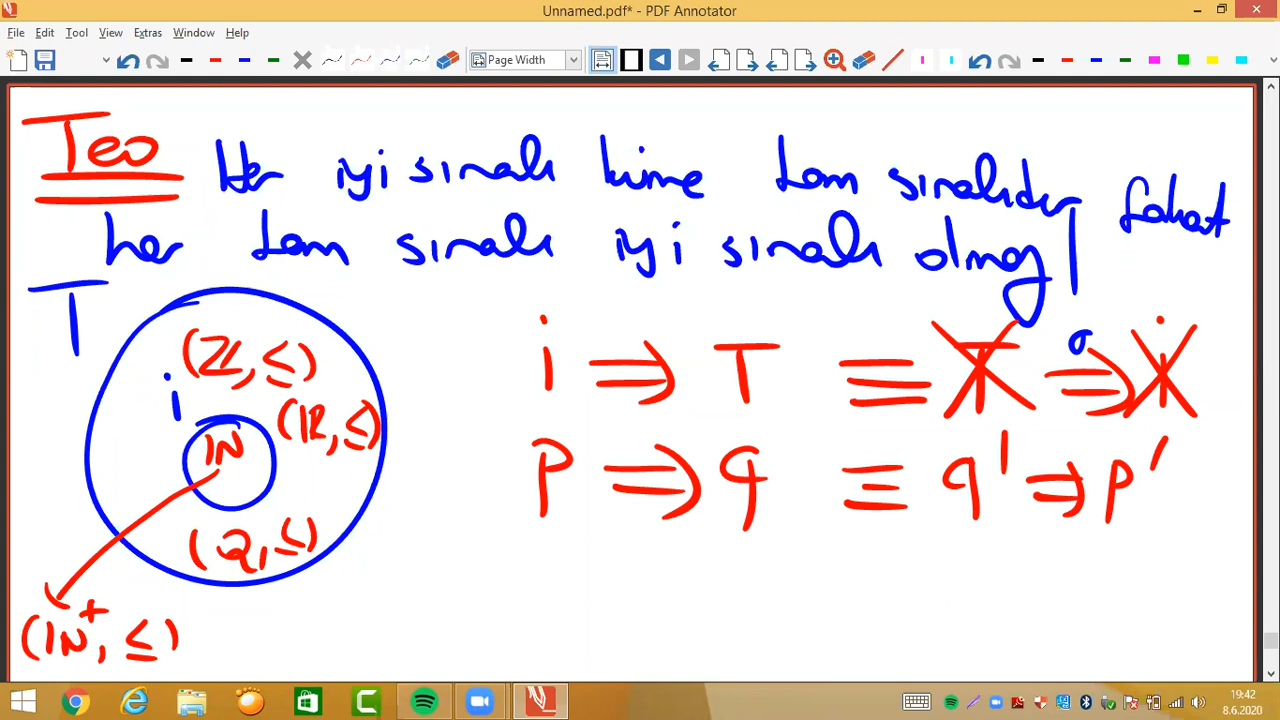 Unnamed.pdf* - PDF Annotator
File Edit Tool View Extras Window Help
Page Width
Teo Her iyi sıralı küme tam sıralıdır fakat
her tam sıralı iyi sıralı olmaz
T
(ℤ, ≤)
i ⇒ T ≡ T ⇒ i
i
(ℝ, ≤)
ℕ
p ⇒ q ≡ q' ⇒ p'
(Q, ≤)
(ℕ⁺, ≤)
19:42
8.6.2020